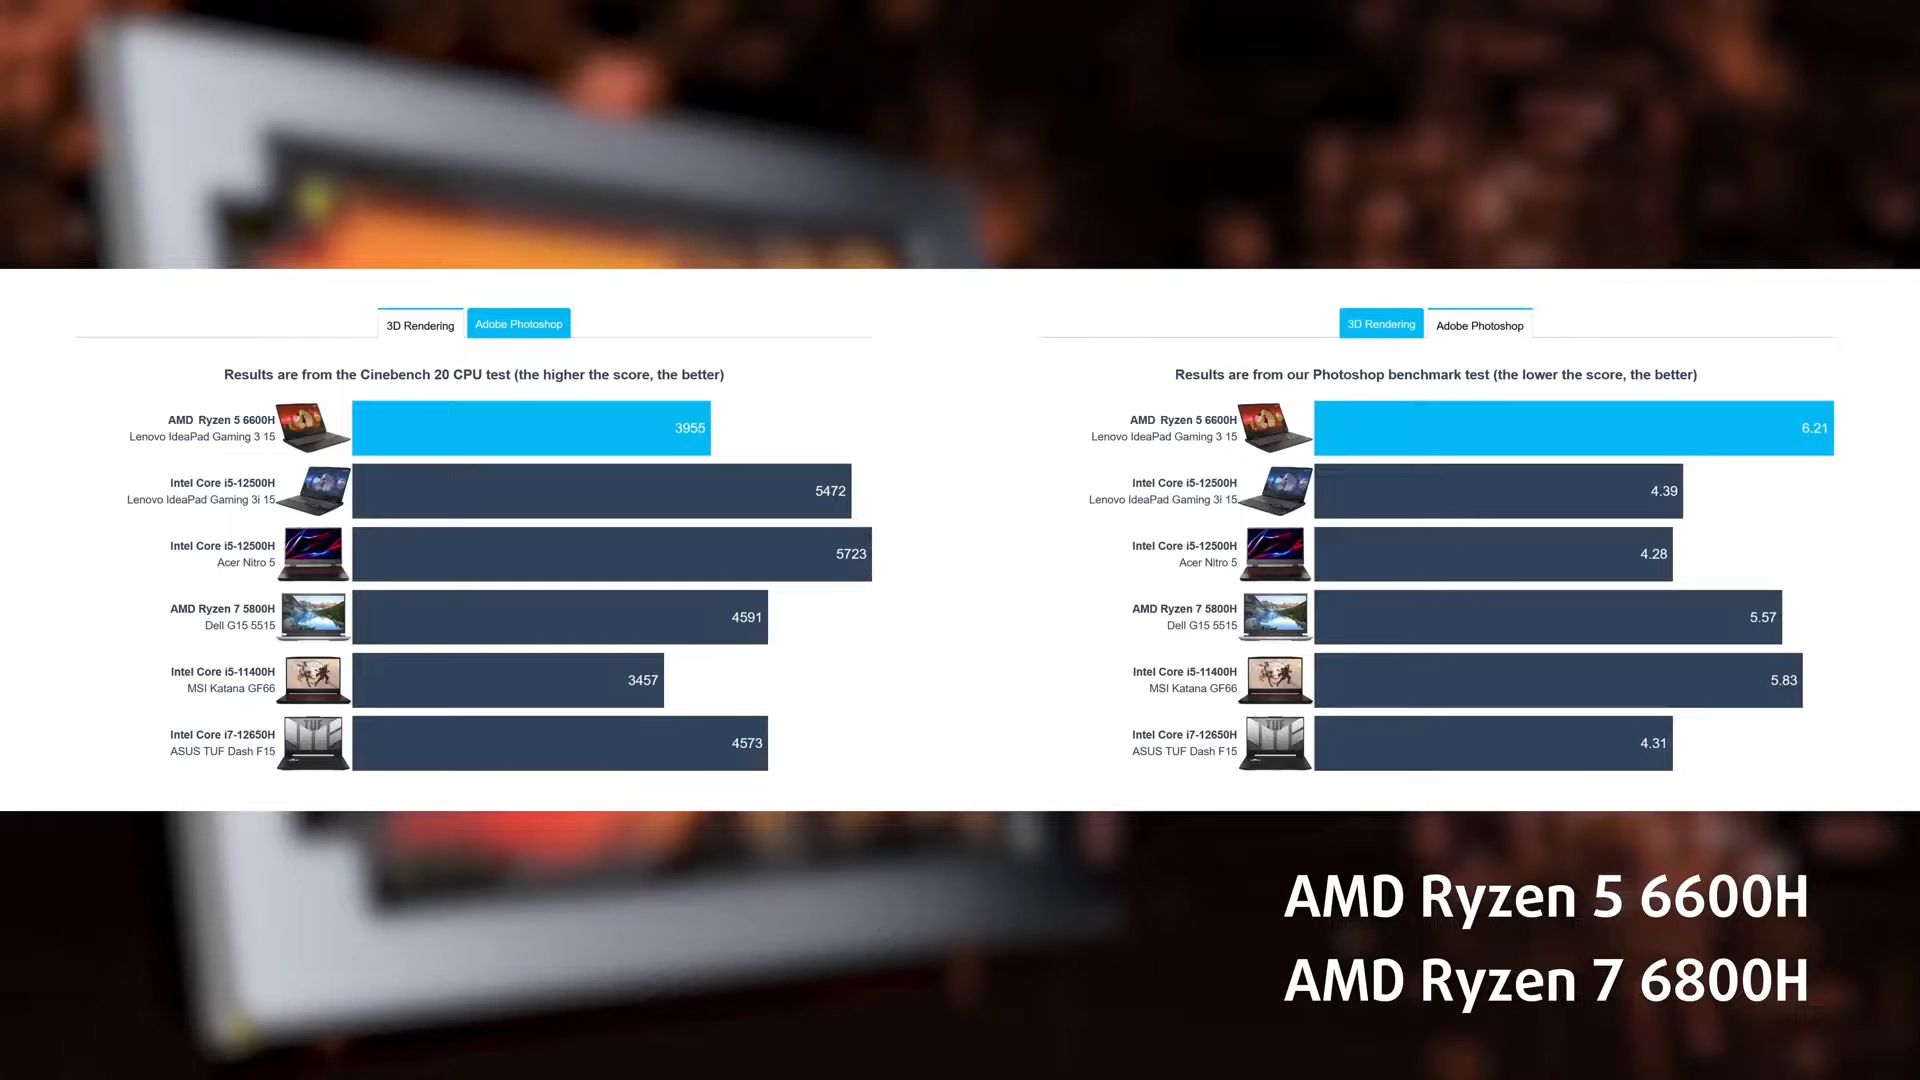 3D Rendering
Adobe Photoshop
Results are from the Cinebench 20 CPU test (the higher the score, the better)
AMD Ryzen 5 6600H
Lenovo IdeaPad Gaming 3 15
3955
Intel Core i5-12500H
Lenovo IdeaPad Gaming 3i 15
5472
Intel Core i5-12500H
Acer Nitro 5
5723
AMD Ryzen 7 5800H
Dell G15 5515
4591
Intel Core i5-11400H
MSI Katana GF66
3457
Intel Core i7-12650H
ASUS TUF Dash F15
TUF
4573
3D Rendering
Adobe Photoshop
Results are from our Photoshop benchmark test (the lower the score, the better)
AMD Ryzen 5 6600H
Lenovo IdeaPad Gaming 3 15
6.21
Intel Core i5-12500H
Lenovo IdeaPad Gaming 3i 15
4.39
Intel Core i5-12500H
Acer Nitro 5
4.28
AMD Ryzen 7 5800H
Dell G15 5515
5.57
Intel Core i5-11400H
MSI Katana GF66
5.83
Intel Core i7-12650H
ASUS TUF Dash F15
TUF
4.31
AMD Ryzen 5 6600H
AMD Ryzen 7 6800H